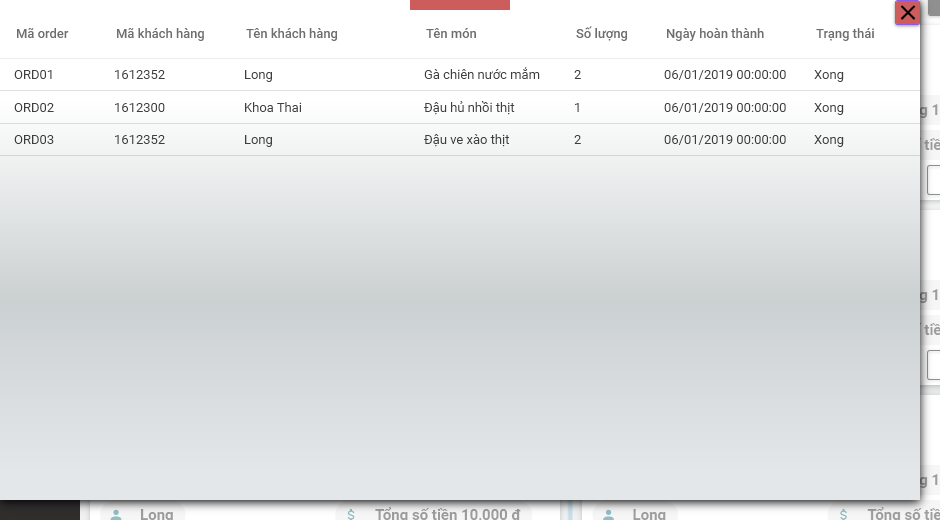 Mã order Mã khách hàng Tên khách hàng Tên món Số lượng Ngày hoàn thành Trạng thái
ORD01 1612352 Long Gà chiên nước mắm 2 06/01/2019 00:00:00 Xong
ORD02 1612300 Khoa Thai Đậu hủ nhồi thịt 1 06/01/2019 00:00:00 Xong
ORD03 1612352 Long Đậu ve xào thịt 2 06/01/2019 00:00:00 Xong
g 1
tiề
g 1
tiề
g 1
Long $ Tổng số tiền 10.000 đ Long $ Tổng số tiề